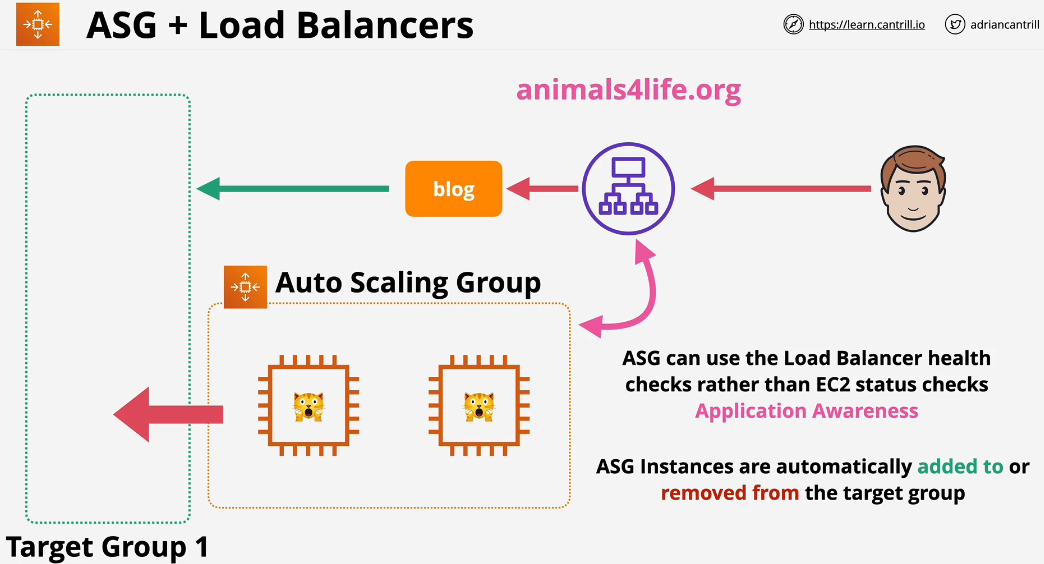 ASG + Load Balancers
https://learn.cantrill.io
adriancantrill
animals4life.org
blog
Auto Scaling Group
ASG can use the Load Balancer health
checks rather than EC2 status checks
Application Awareness
ASG Instances are automatically added to or
removed from the target group
Target Group 1